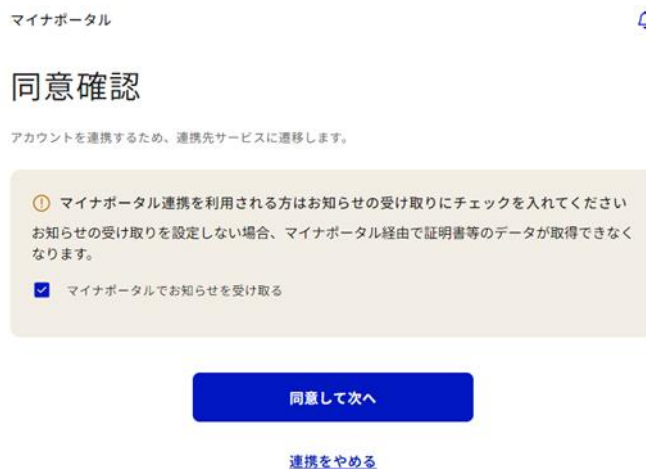 マイナポータル
同意確認
アカウントを連携するため、連携先サービスに遷移します。
マイナポータル連携を利用される方はお知らせの受け取りにチェックを入れてください
お知らせの受け取りを設定しない場合、マイナポータル経由で証明書等のデータが取得できなく
なります。
マイナポータルでお知らせを受け取る
同意して次へ
連携をやめる